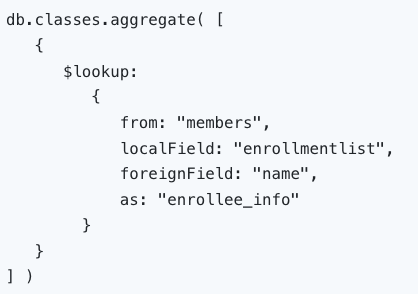 db.classes.aggregate( [
   {
      $lookup:
         {
            from: "members",
            localField: "enrollmentlist",
            foreignField: "name",
            as: "enrollee_info"
        }
   }
] )